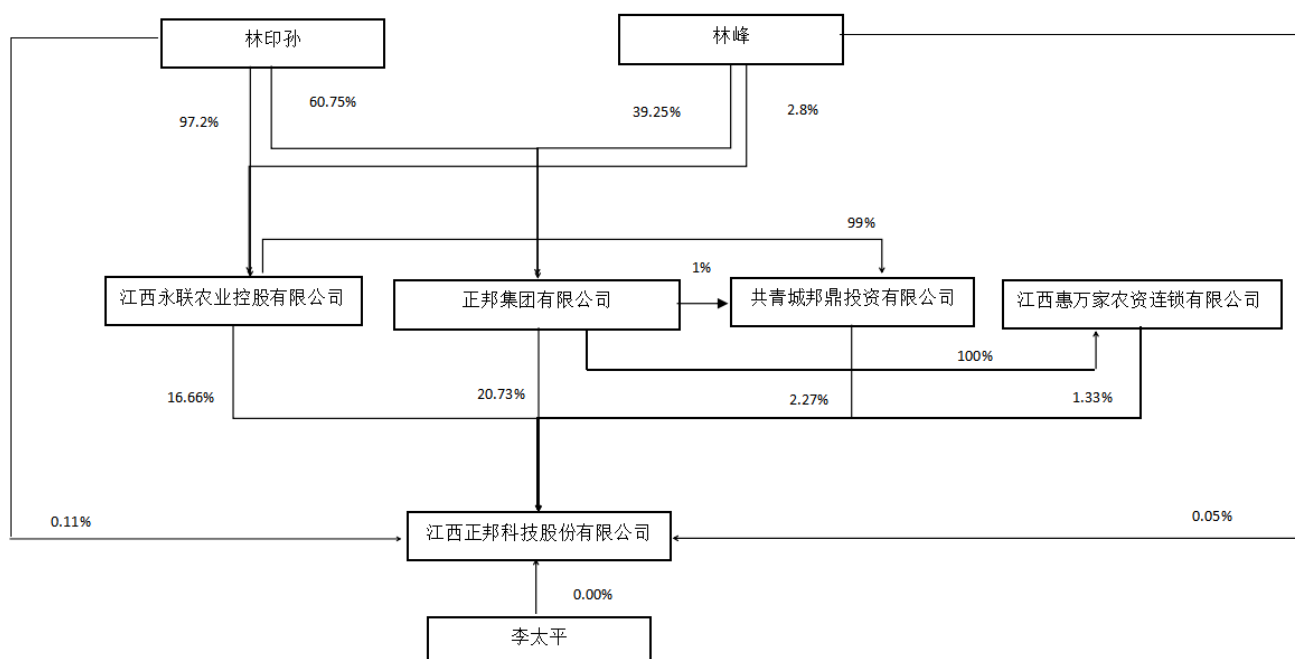 林印孙
林峰
60.75%
39.25%
2.8%
97.2%
99%
1%
江西永联农业控股有限公司
正邦集团有限公司
共青城邦鼎投资有限公司
江西惠万家农资连锁有限公司
100%
16.66%
20.73%
2.27%
1.33%
0.11%
江西正邦科技股份有限公司
0.05%
0.00%
李太平